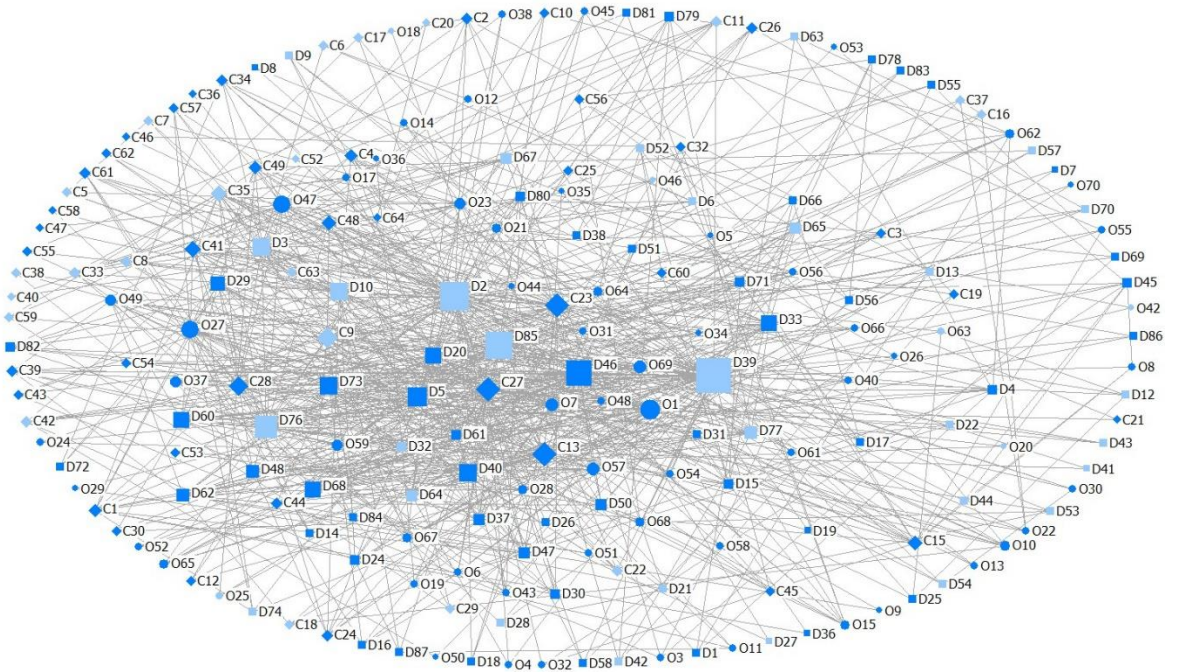 C20 C2 O38 C10 O45 D81 D79 C11 C26
C6 C17 O18 D63 O53
D9 D78
D8 D83
C34 D55
C36 O12 C56 C37
C57 C16
C7 O14 O62
C46 C32 D57
C62 C4 O36 D67 D52
C49 C52 C25 D7
C61 O17 O46 O70
C5 C35 O47 D80 O35 D6 D66 D70
C58 C48 C64 O23
C47 O21 D38 O5 D65 C3 O55
C55 C41 D3 D51 D69
C38 C33 C8 C63 C60 O56 D13
D29 D10 O44 D71 D45
C40 O49 D2 C23 O64 D56 C19 O42
C59 O27 C9 O31 O34 D33 O66 O63 D86
D82 D85
C54 D20 O26
C39 O37 C28 D73 D46 O69 D39 O40 O8
C43 D5 C27 D4 D12
O7 O48 O1
C42 D60 D76 D61 D31 D77 D22 C21
O24 O59 D32 D17 O20 D43
C53 C13 O61
D72 D48 D40 O57 O54 D41
O29 D62 D68 D64 O28 D15 O30
C44 D50 D44
C1 D84 D37 D26 O68 D53
C30 D14 O67 D19 O22
O52 D24 D47 O51 O58 C15 O10
O65 O6 C22 O13
C12 O19 O43 D30 D21 C45 D54
O25 C29 D25
D74 D28 O9
C18 O15
C24 D36
D16 D87 D27
O50 D18 O4 O32 D58 D42 O3 D1 O11